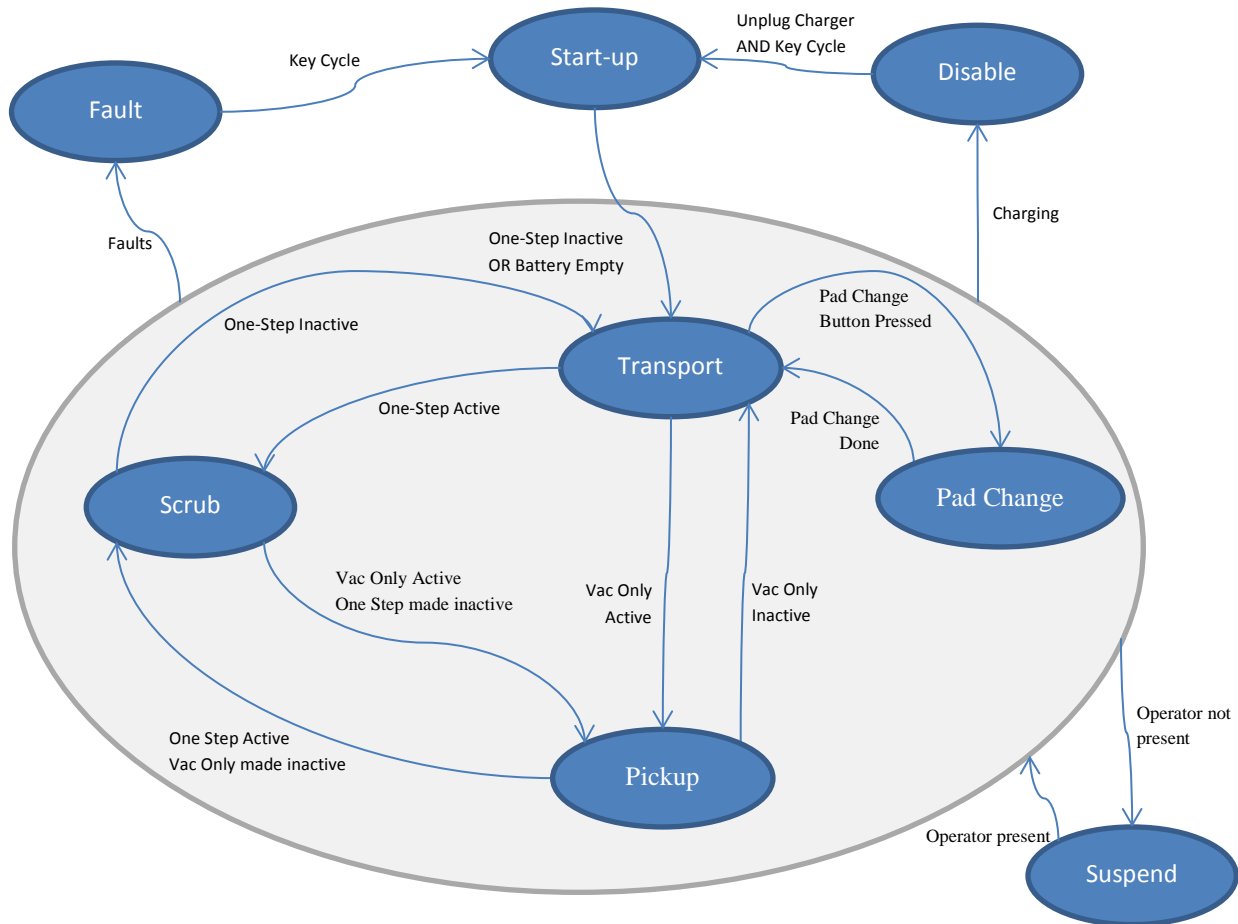 Unplug Charger
AND Key Cycle
Start-up
Key Cycle
Disable
Fault
Charging
Faults
One-Step Inactive
OR Battery Empty
Pad Change
Button Pressed
One-Step Inactive
Transport
One-Step Active
Pad Change
Done
Pad Change
Scrub
Vac Only Active
One Step made inactive
Vac Only
Active
Vac Only
Inactive
One Step Active
Vac Only made inactive
Pickup
Operator not
present
Operator present
Suspend